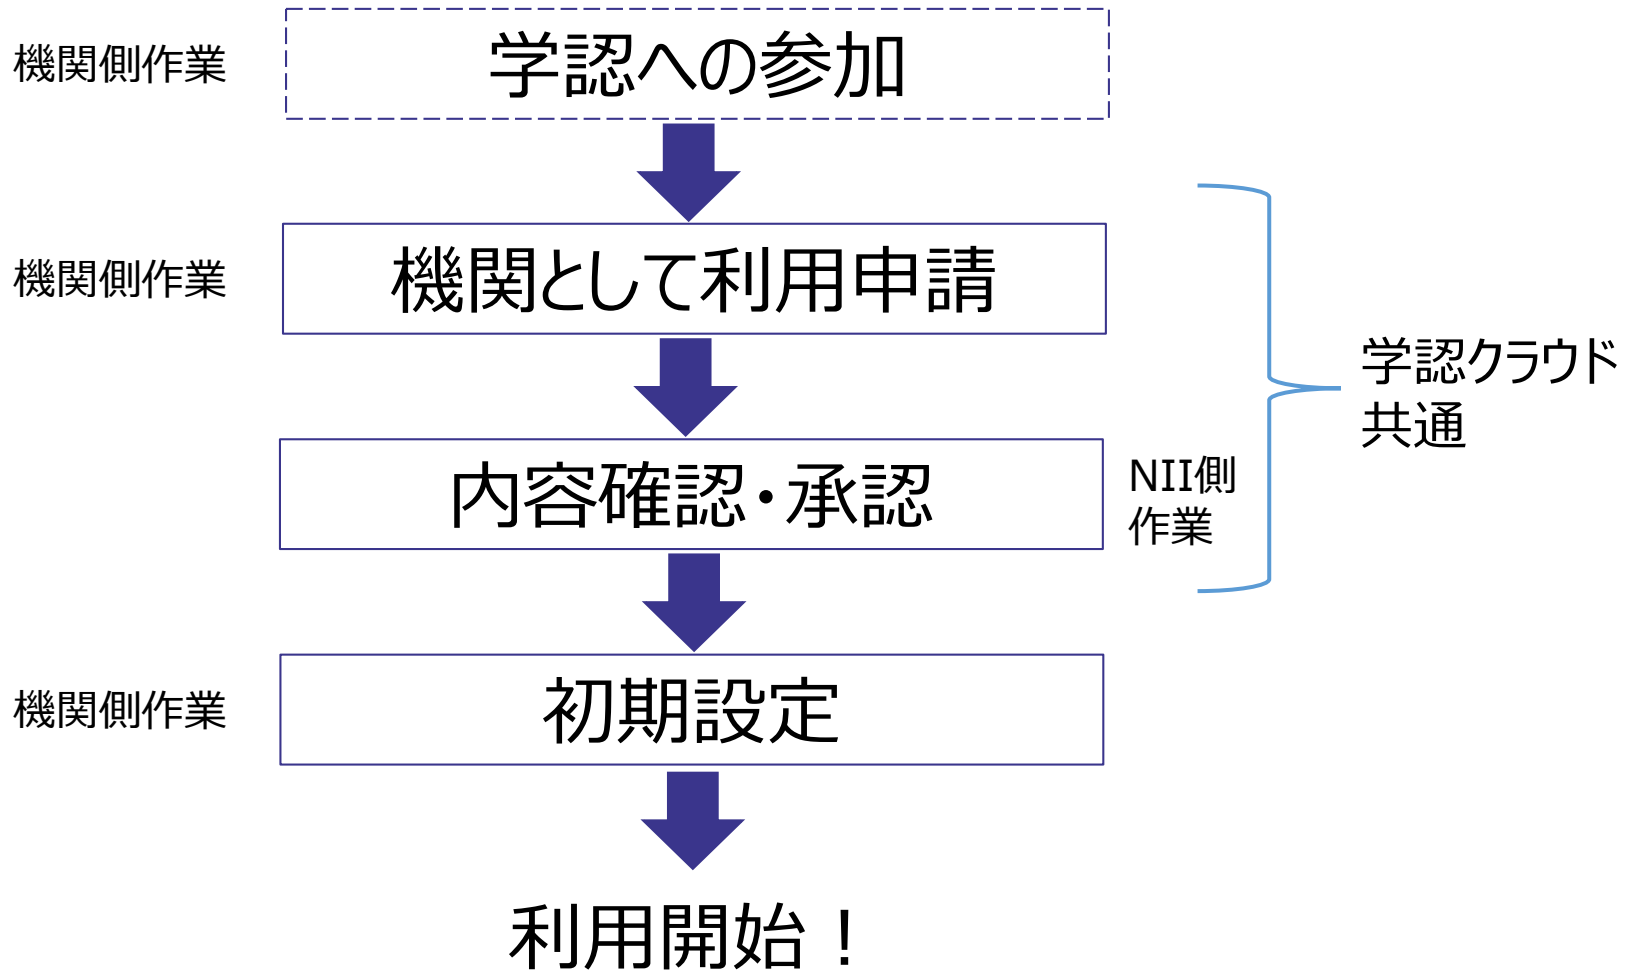 機関側作業
学認への参加
機関側作業
機関として利用申請
学認クラウド
共通
内容確認・承認
NII側
作業
機関側作業
初期設定
利用開始！